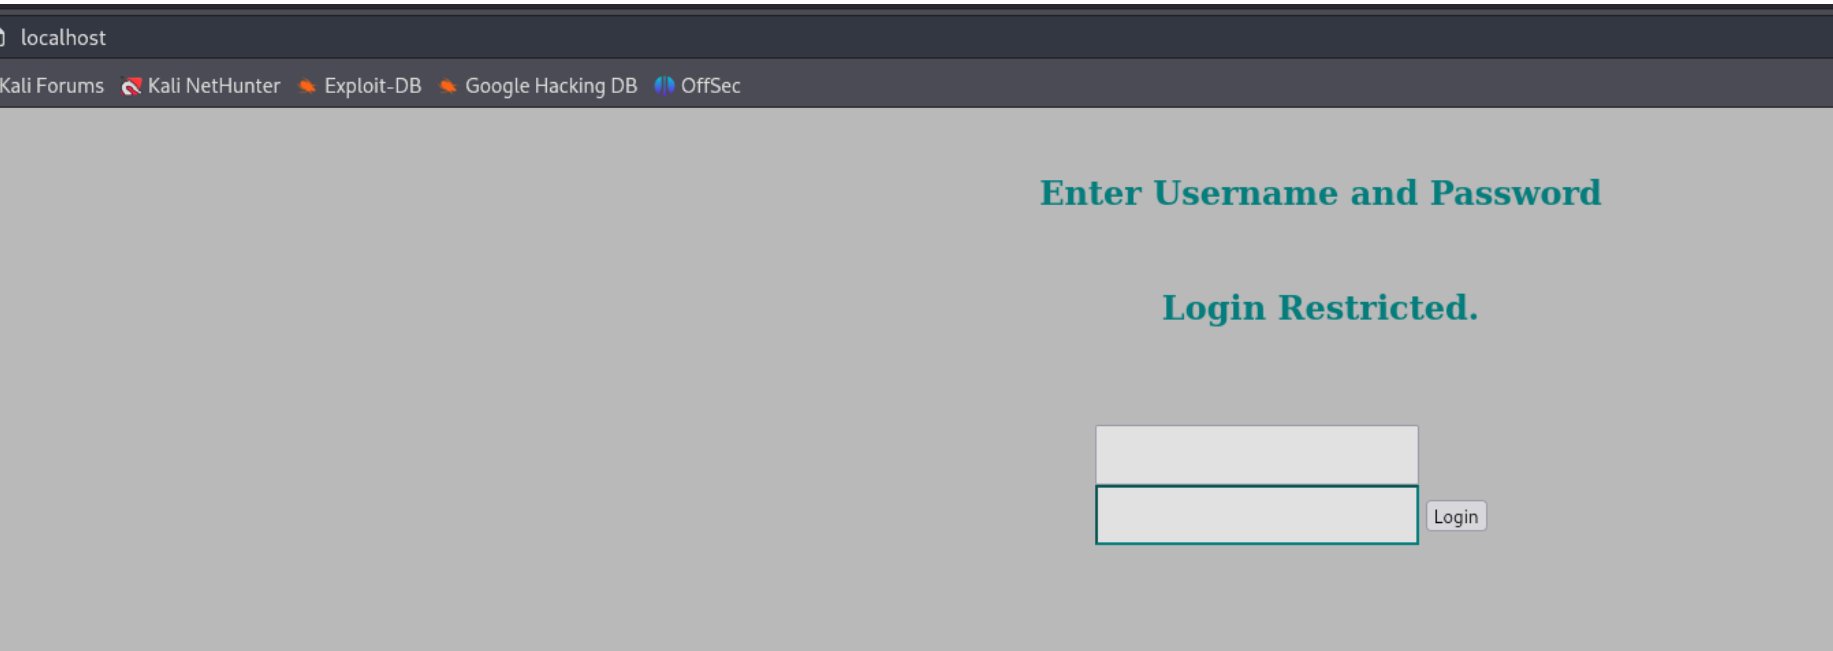 localhost
Kali Forums Kali NetHunter Exploit-DB Google Hacking DB OffSec
Enter Username and Password
Login Restricted.
Login